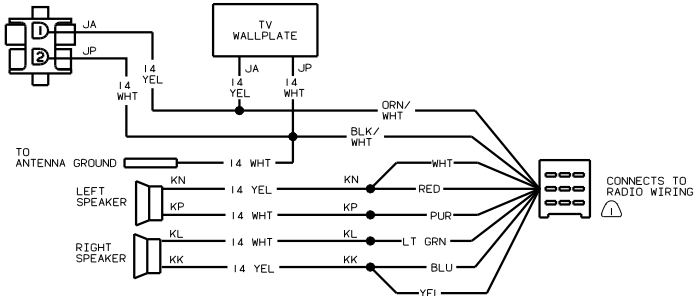 TV
WALLPLATE
1
JA
2
JP
14
YEL
14
WHT
JA
JP
14
YEL
14
WHT
ORN/
WHT
BLK/
WHT
TO
ANTENNA GROUND
14 WHT
WHT
LEFT
SPEAKER
KN
14 YEL
KN
RED
KP
14 WHT
KP
PUR
RIGHT
SPEAKER
KL
14 WHT
KL
LT GRN
KK
14 YEL
KK
BLU
YEL
CONNECTS TO
RADIO WIRING
1